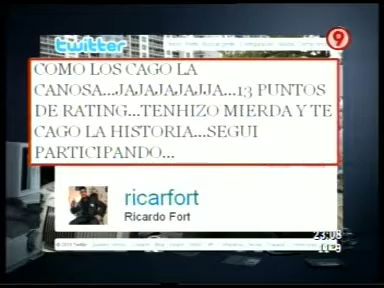 twitter
9
COMO LOS CAGO LA
CANOSA...JAJAJAJAJJA...13 PUNTOS
DE RATING...TENHIZO MIERDA Y TE
CAGO LA HISTORIA...SEGUI
PARTICIPANDO...
ricarfort
Ricardo Fort
23:08